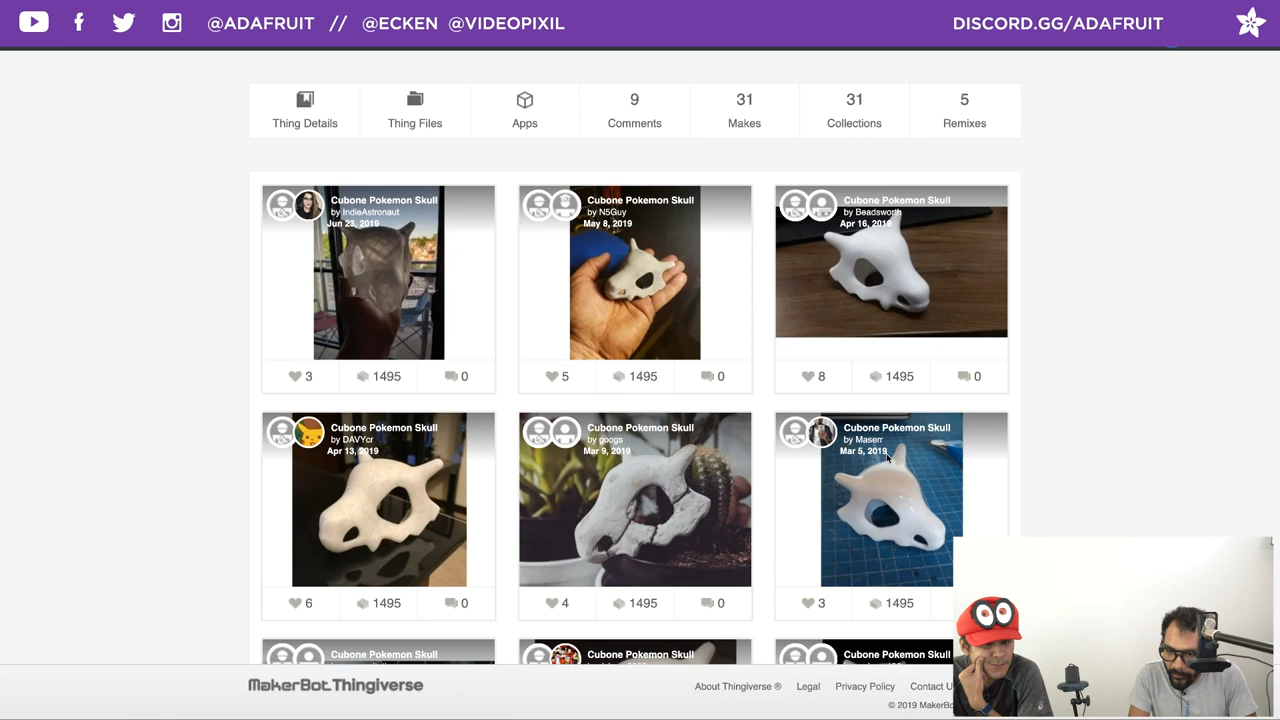 @ADAFRUIT // @ECKEN @VIDEOPIXIL
DISCORD.GG/ADAFRUIT
9
31
31
5
Thing Details
Thing Files
Apps
Comments
Makes
Collections
Remixes
Cubone Pokemon Skull
by IndieAstronaut
Jun 23, 2019
3
1495
0
Cubone Pokemon Skull
by N5Guy
May 8, 2019
5
1495
0
Cubone Pokemon Skull
by Beadsworth
Apr 16, 2019
8
1495
0
Cubone Pokemon Skull
by DAVYcr
Apr 13, 2019
6
1495
0
Cubone Pokemon Skull
by googs
Mar 9, 2019
4
1495
0
Cubone Pokemon Skull
by Maserr
Mar 5, 2019
3
1495
Cubone Pokemon Skull
Cubone Pokemon Skull
Cubone Pokemon Skull
MakerBot.Thingiverse
About Thingiverse ®
Legal
Privacy Policy
Contact U
© 2019 MakerBo